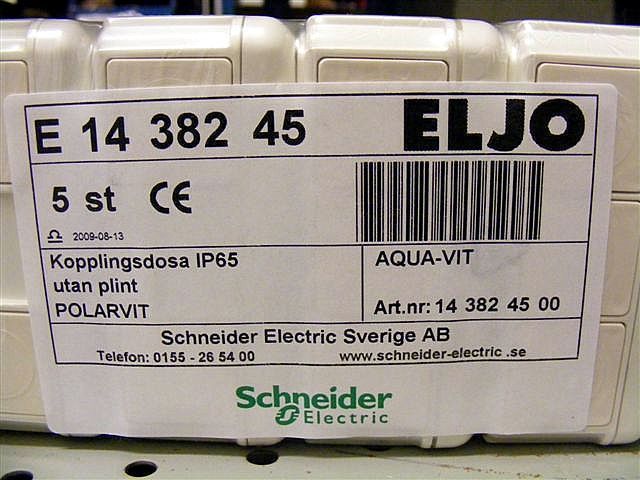 E 14 382 45 ELJO
5 st CE
2009-08-13
Kopplingsdosa IP65
utan plint
POLARVIT
AQUA-VIT
Art.nr: 14 382 45 00
Schneider Electric Sverige AB
Telefon: 0155 - 26 54 00 www.schneider-electric .se
Schneider
Electric